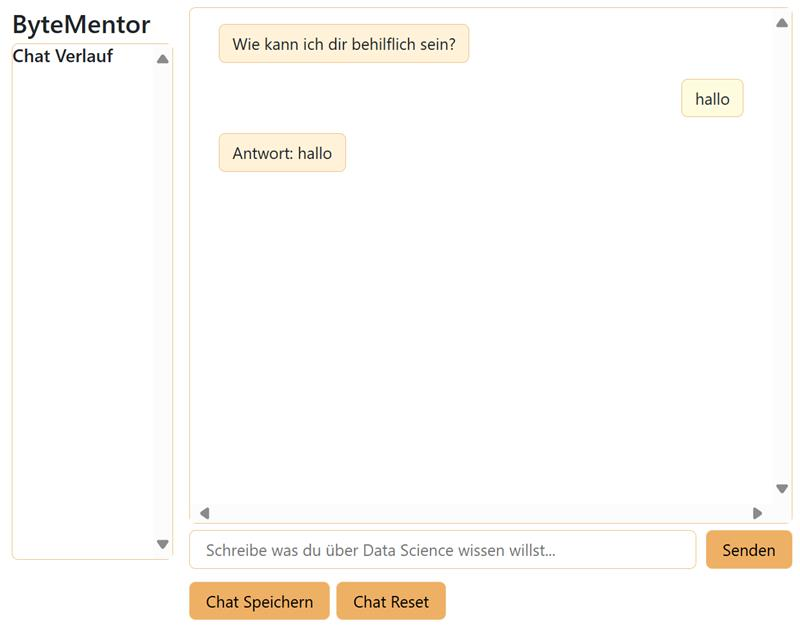 ByteMentor
Chat Verlauf
Wie kann ich dir behilflich sein?
hallo
Antwort: hallo
Schreibe was du über Data Science wissen willst...
Senden
Chat Speichern
Chat Reset